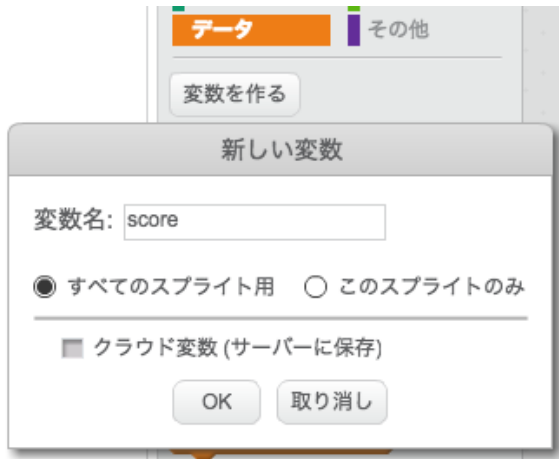 データ その他
変数を作る
新しい変数
変数名: score
すべてのスプライト用 このスプライトのみ
クラウド変数 (サーバーに保存)
OK 取り消し